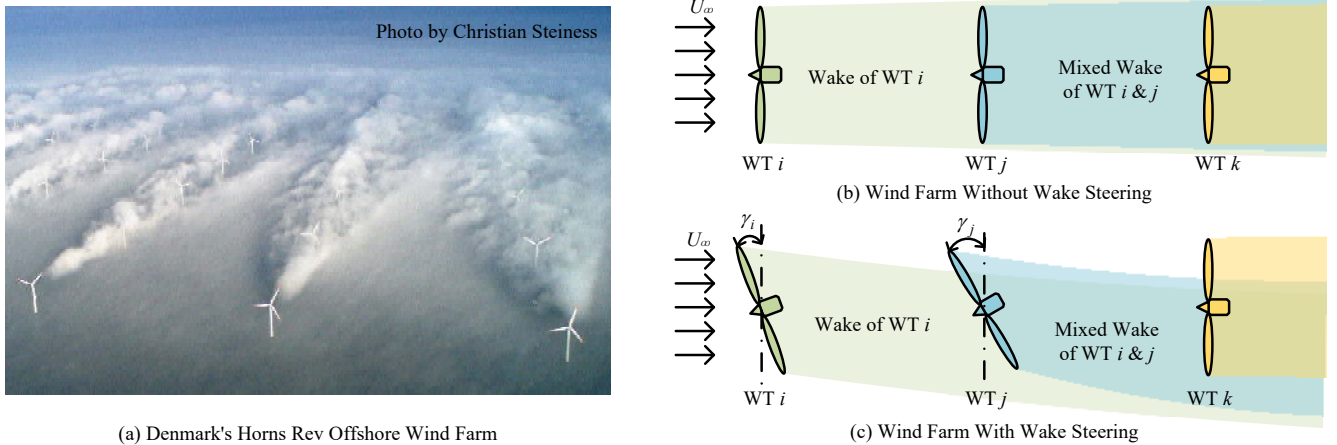 Photo by Christian Steiness
(a) Denmark's Horns Rev Offshore Wind Farm
U∞
Wake of WT i
Mixed Wake
of WT i & j
WT i
WT j
WT k
(b) Wind Farm Without Wake Steering
γi
γj
U∞
Wake of WT i
Mixed Wake
of WT i & j
WT i
WT j
WT k
(c) Wind Farm With Wake Steering